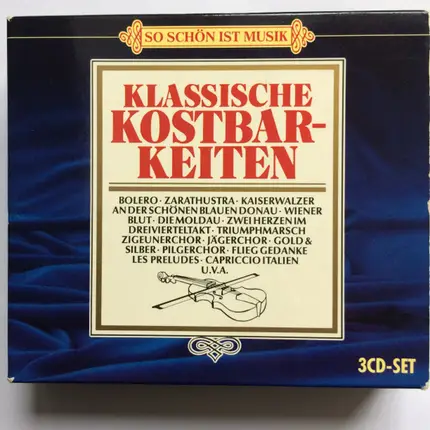 SO SCHÖN IST MUSIK
KLASSISCHE
KOSTBAR-
KEITEN
BOLERO · ZARATHUSTRA · KAISERWALZER
AN DER SCHÖNEN BLAUEN DONAU · WIENER
BLUT · DIE MOLDAU · ZWEI HERZEN IM
DREIVIERTELTAKT · TRIUMPHMARSCH
ZIGEUNERCHOR · JÄGERCHOR · GOLD &
SILBER · PILGERCHOR · FLIEG GEDANKE
LES PRELUDES · CAPRICCIO ITALIEN
U.V.A.
3CD-SET